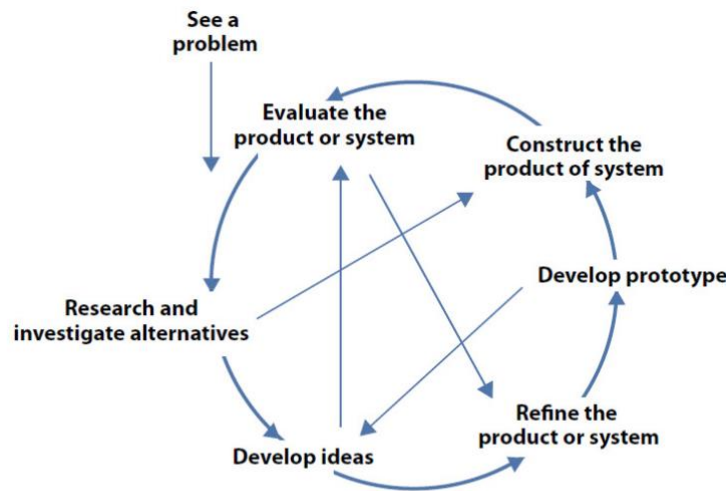 See a
problem
Evaluate the
product or system
Construct the
product of system
Develop prototype
Research and
investigate alternatives
Refine the
product or system
Develop ideas